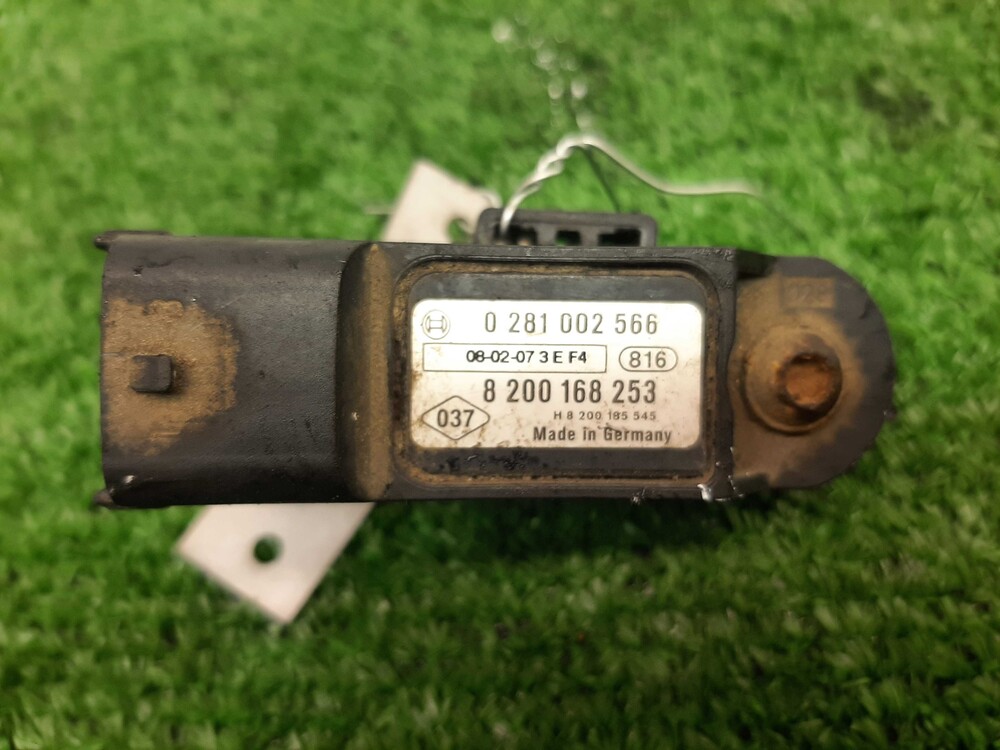 0 281 002 566
08-02-07 3 E F4 816
8 200 168 253
037 H 8 200 185 545
Made in Germany